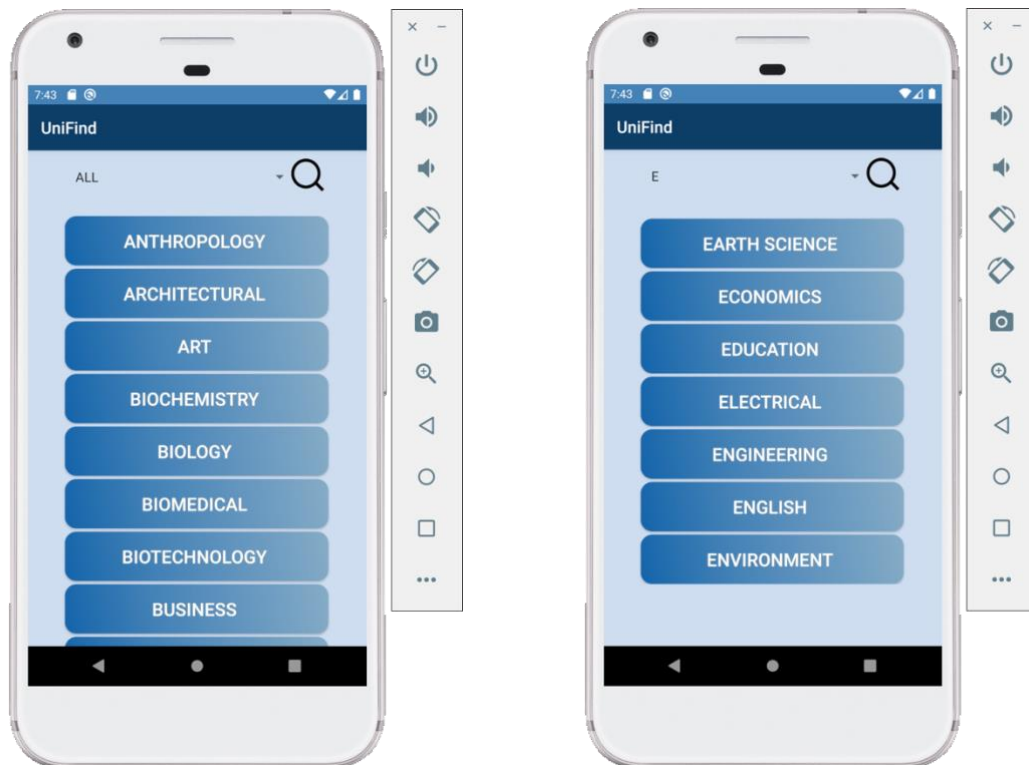 7:43
UniFind
ALL
ANTHROPOLOGY
ARCHITECTURAL
ART
BIOCHEMISTRY
BIOLOGY
BIOMEDICAL
BIOTECHNOLOGY
BUSINESS
7:43
UniFind
E
EARTH SCIENCE
ECONOMICS
EDUCATION
ELECTRICAL
ENGINEERING
ENGLISH
ENVIRONMENT